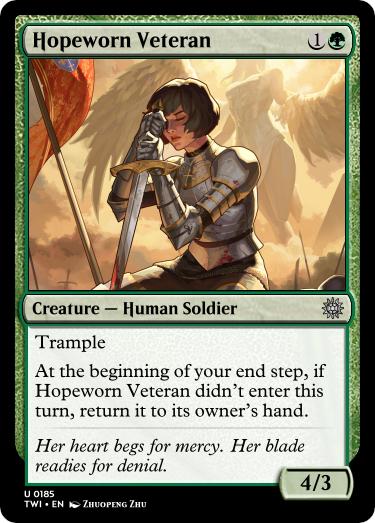 Hopeworn Veteran 1
Creature — Human Soldier
Trample
At the beginning of your end step, if
Hopeworn Veteran didn't enter this
turn, return it to its owner's hand.
Her heart begs for mercy. Her blade
readies for denial.
4/3
U 0185
TWI • EN Zhuopeng Zhu